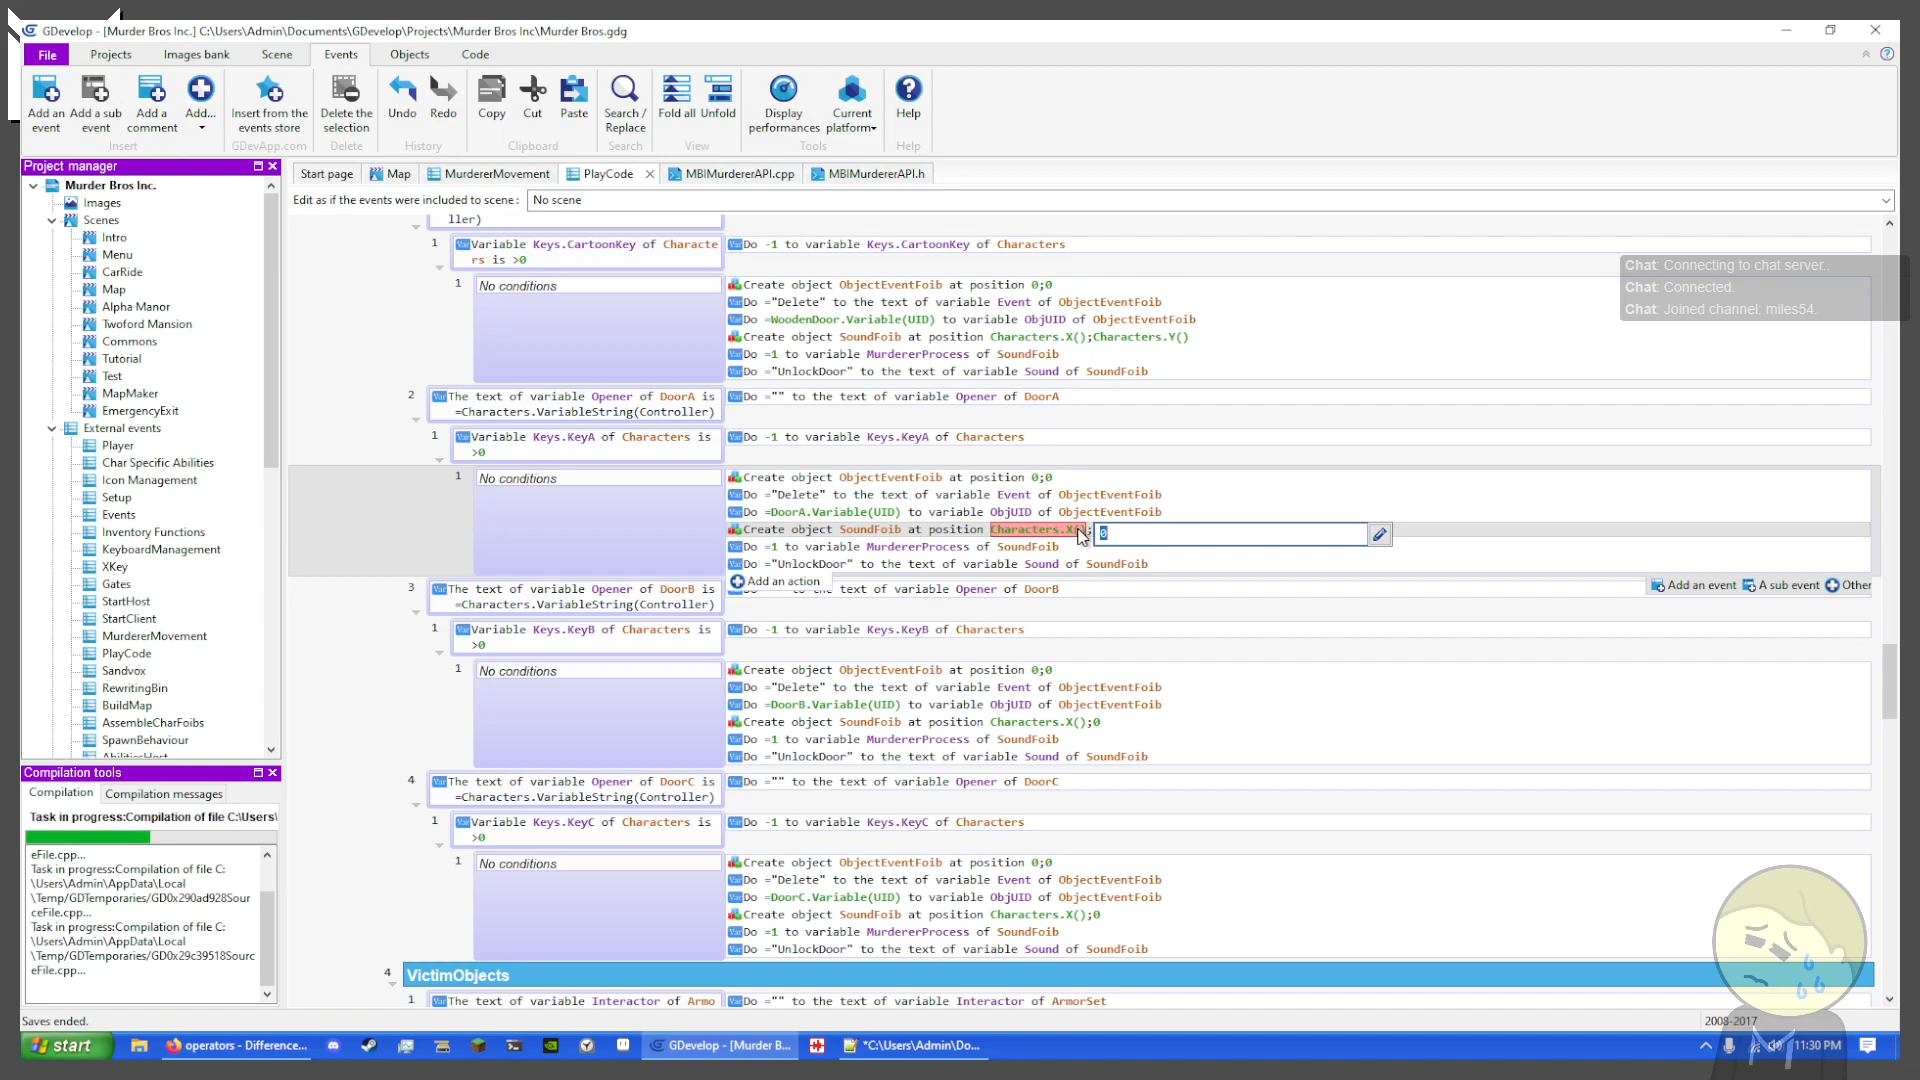 GDevelop - [Murder Bros Inc.] C:\Users\Admin\Documents\GDevelop\Projects\Murder Bros Inc\Murder Bros.gdg
File Projects Images bank Scene Events Objects Code
Add an event Add a sub event Add a comment Add... Insert from the events store Delete the selection Undo Redo Copy Cut Paste Search / Replace Fold all Unfold Display performances Current platform Help
Insert GDevApp.com Delete History Clipboard Search View Tools Help
Project manager
Murder Bros Inc.
Images
Scenes
Intro
Menu
CarRide
Map
Alpha Manor
Twoford Mansion
Commons
Tutorial
Test
MapMaker
EmergencyExit
External events
Player
Char Specific Abilities
Icon Management
Setup
Events
Inventory Functions
KeyboardManagement
XKey
Gates
StartHost
StartClient
MurdererMovement
PlayCode
Sandvox
RewritingBin
BuildMap
AssembleCharFoibs
SpawnBehaviour
AbilitiesHost
Compilation tools
Compilation Compilation messages
Task in progress:Compilation of file C:\Users\
eFile.cpp...
Task in progress:Compilation of file C:
\Users\Admin\AppData\Local
\Temp/GDTemporaries/GD0x290ad928Sour
ceFile.cpp...
Task in progress:Compilation of file C:
\Users\Admin\AppData\Local
\Temp/GDTemporaries/GD0x29c39518Sourc
eFile.cpp...
Saves ended.
Start page Map MurdererMovement PlayCode MBIMurdererAPI.cpp MBIMurdererAPI.h
Edit as if the events were included to scene : No scene
ller)
1 Variable Keys.CartoonKey of Characte Do -1 to variable Keys.CartoonKey of Characters
rs is >0
1 No conditions Create object ObjectEventFoib at position 0;0
Do ="Delete" to the text of variable Event of ObjectEventFoib
Do =WoodenDoor.Variable(UID) to variable ObjUID of ObjectEventFoib
Create object SoundFoib at position Characters.X();Characters.Y()
Do =1 to variable MurdererProcess of SoundFoib
Do ="UnlockDoor" to the text of variable Sound of SoundFoib
2 The text of variable Opener of DoorA is Do ="" to the text of variable Opener of DoorA
=Characters.VariableString(Controller)
1 Variable Keys.KeyA of Characters is Do -1 to variable Keys.KeyA of Characters
>0
1 No conditions Create object ObjectEventFoib at position 0;0
Do ="Delete" to the text of variable Event of ObjectEventFoib
Do =DoorA.Variable(UID) to variable ObjUID of ObjectEventFoib
Create object SoundFoib at position Characters.X(); 0
Do =1 to variable MurdererProcess of SoundFoib
Do ="UnlockDoor" to the text of variable Sound of SoundFoib
Add an action Add an event A sub event Other
3 The text of variable Opener of DoorB is the text of variable Opener of DoorB
=Characters.VariableString(Controller)
1 Variable Keys.KeyB of Characters is Do -1 to variable Keys.KeyB of Characters
>0
1 No conditions Create object ObjectEventFoib at position 0;0
Do ="Delete" to the text of variable Event of ObjectEventFoib
Do =DoorB.Variable(UID) to variable ObjUID of ObjectEventFoib
Create object SoundFoib at position Characters.X();0
Do =1 to variable MurdererProcess of SoundFoib
Do ="UnlockDoor" to the text of variable Sound of SoundFoib
4 The text of variable Opener of DoorC is Do ="" to the text of variable Opener of DoorC
=Characters.VariableString(Controller)
1 Variable Keys.KeyC of Characters is Do -1 to variable Keys.KeyC of Characters
>0
1 No conditions Create object ObjectEventFoib at position 0;0
Do ="Delete" to the text of variable Event of ObjectEventFoib
Do =DoorC.Variable(UID) to variable ObjUID of ObjectEventFoib
Create object SoundFoib at position Characters.X();0
Do =1 to variable MurdererProcess of SoundFoib
Do ="UnlockDoor" to the text of variable Sound of SoundFoib
4 VictimObjects
1 The text of variable Interactor of Armo Do ="" to the text of variable Interactor of ArmorSet
Chat: Connecting to chat server..
Chat: Connected.
Chat: Joined channel: miles54.
2008-2017
start operators - Difference... GDevelop - [Murder B... *C:\Users\Admin\Do... 11:30 PM